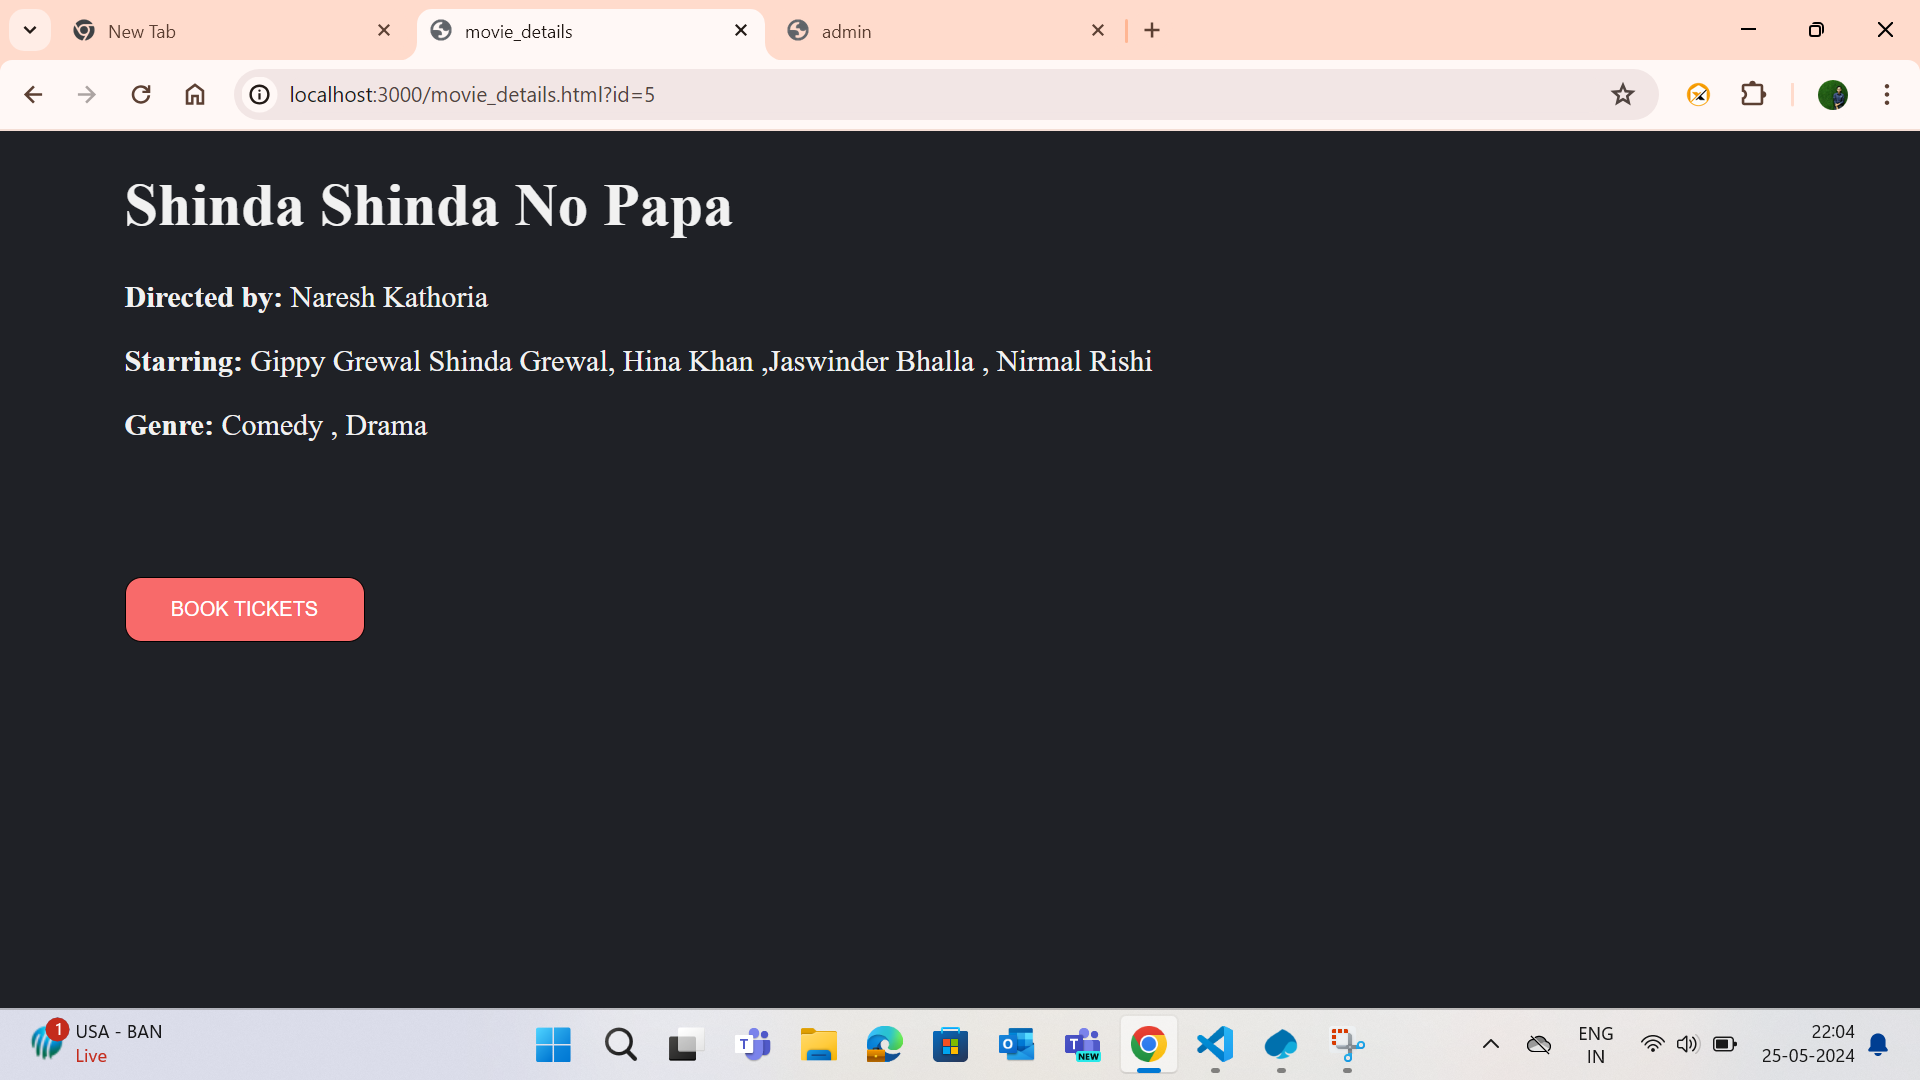 New Tab
movie_details
admin
localhost:3000/movie_details.html?id=5
Shinda Shinda No Papa
Directed by: Naresh Kathoria
Starring: Gippy Grewal Shinda Grewal, Hina Khan ,Jaswinder Bhalla , Nirmal Rishi
Genre: Comedy , Drama
BOOK TICKETS
1
USA - BAN
Live
T
O
T
NEW
ENG
IN
22:04
25-05-2024